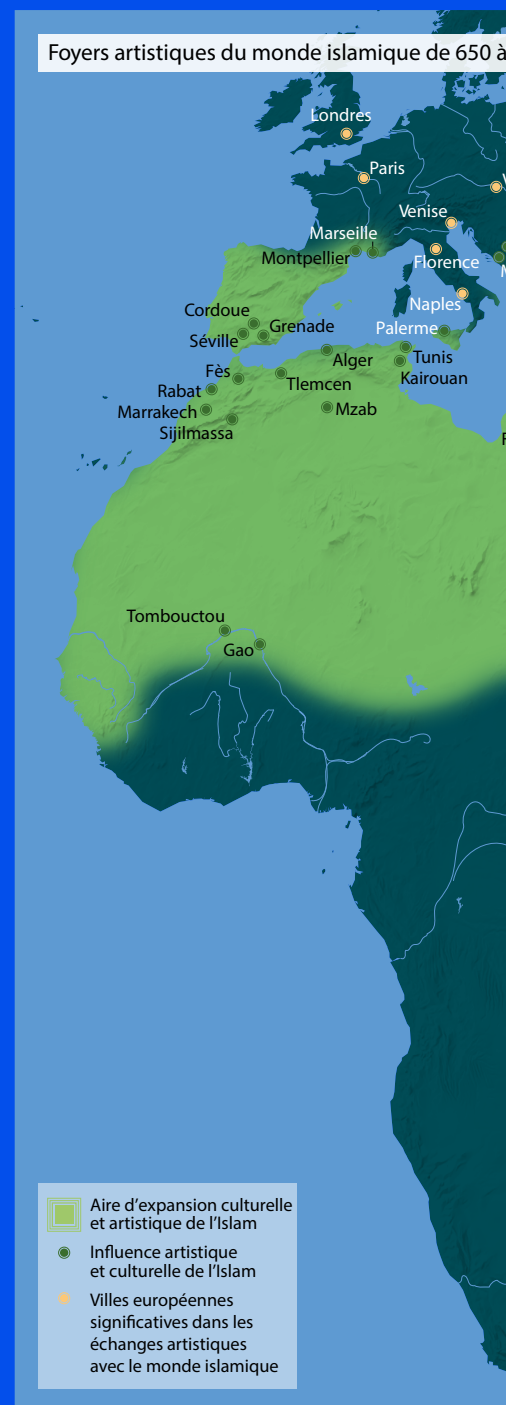 Foyers artistiques du monde islamique de 650 à
Londres
Paris
V
Venise
Marseille
Montpellier
Florence
M
Naples
Cordoue
Grenade
Palerme
Séville
Alger
Tunis
Fès
Tlemcen
Kairouan
Rabat
Marrakech
Mzab
Sijilmassa
F
Tombouctou
Gao
Aire d’expansion culturelle
et artistique de l’Islam
Influence artistique
et culturelle de l’Islam
Villes européennes
significatives dans les
échanges artistiques
avec le monde islamique